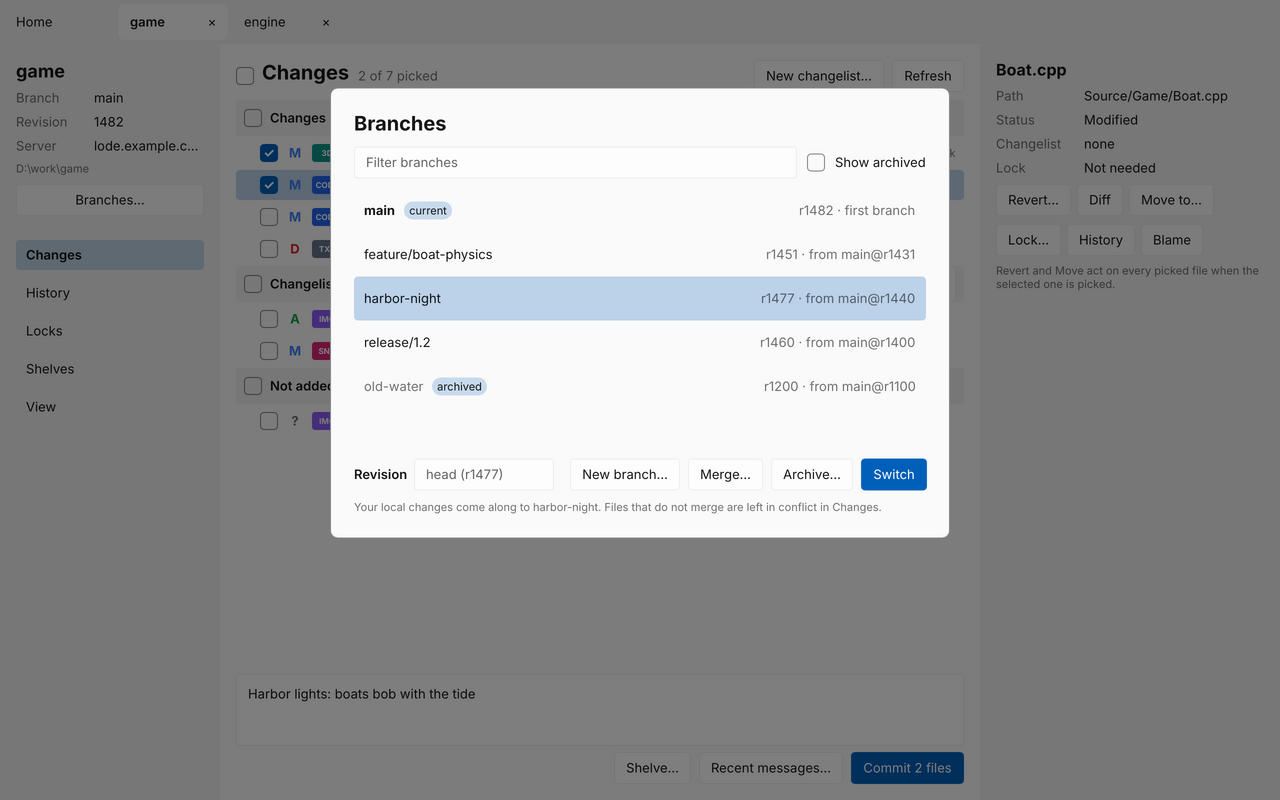 Home
game ×
engine ×
game
Branch main
Revision 1482
Server lode.example.c...
D:\work\game
Branches...
Changes
History
Locks
Shelves
View
Changes 2 of 7 picked
New changelist... Refresh
Changes
M 3D
M
M
D
Changelis
A
M
Not added
?
Branches
Filter branches
Show archived
main current r1482 · first branch
feature/boat-physics r1451 · from main@r1431
harbor-night r1477 · from main@r1440
release/1.2 r1460 · from main@r1400
old-water archived r1200 · from main@r1100
Revision head (r1477) New branch... Merge... Archive... Switch
Your local changes come along to harbor-night. Files that do not merge are left in conflict in Changes.
Harbor lights: boats bob with the tide
Shelve... Recent messages... Commit 2 files
Boat.cpp
Path Source/Game/Boat.cpp
Status Modified
Changelist none
Lock Not needed
Revert... Diff Move to...
Lock... History Blame
Revert and Move act on every picked file when the
selected one is picked.